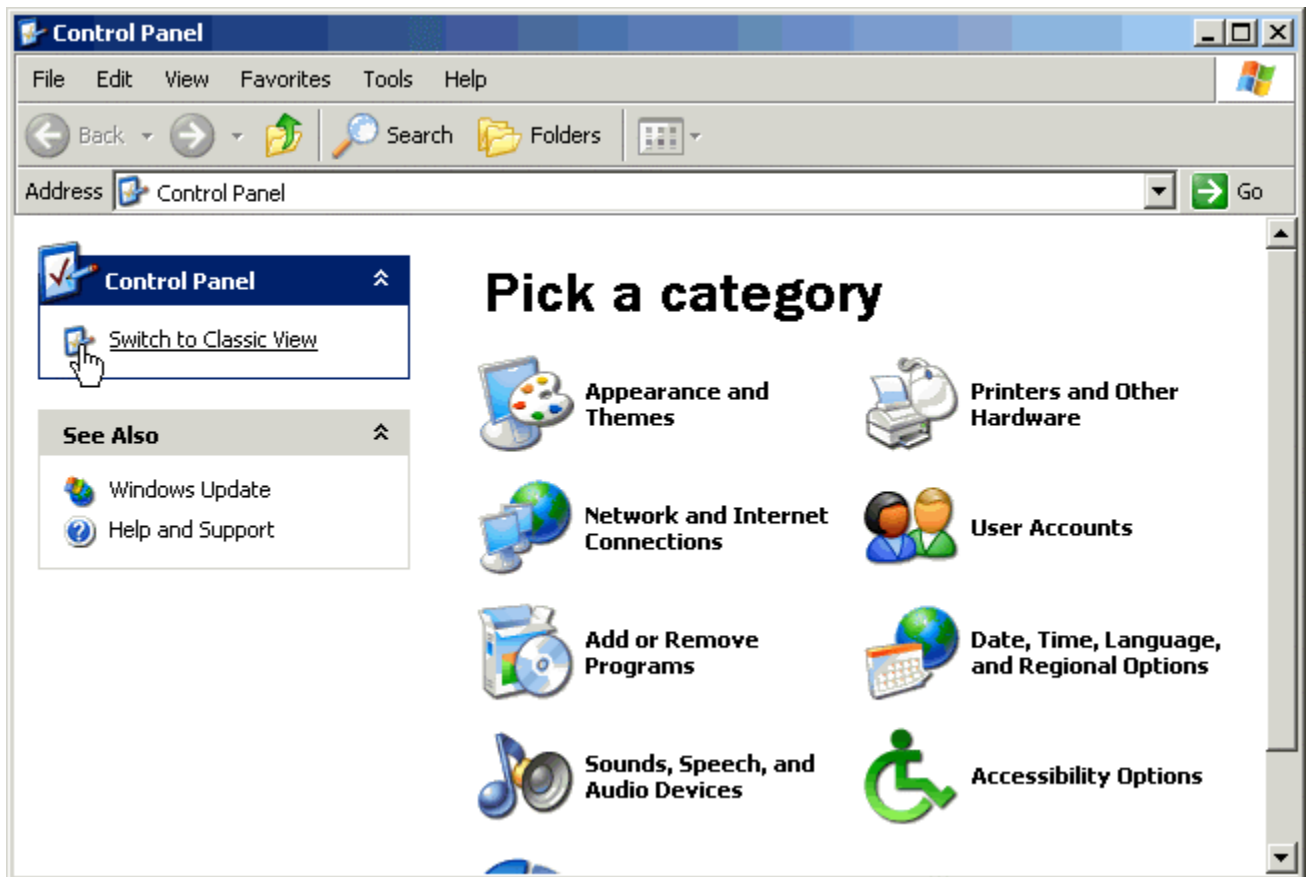 Control Panel
File Edit View Favorites Tools Help
Back Search Folders
Address Control Panel Go
Control Panel
Switch to Classic View
See Also
Windows Update
Help and Support
Pick a category
Appearance and
Themes
Printers and Other
Hardware
Network and Internet
Connections
User Accounts
Add or Remove
Programs
Date, Time, Language,
and Regional Options
Sounds, Speech, and
Audio Devices
Accessibility Options